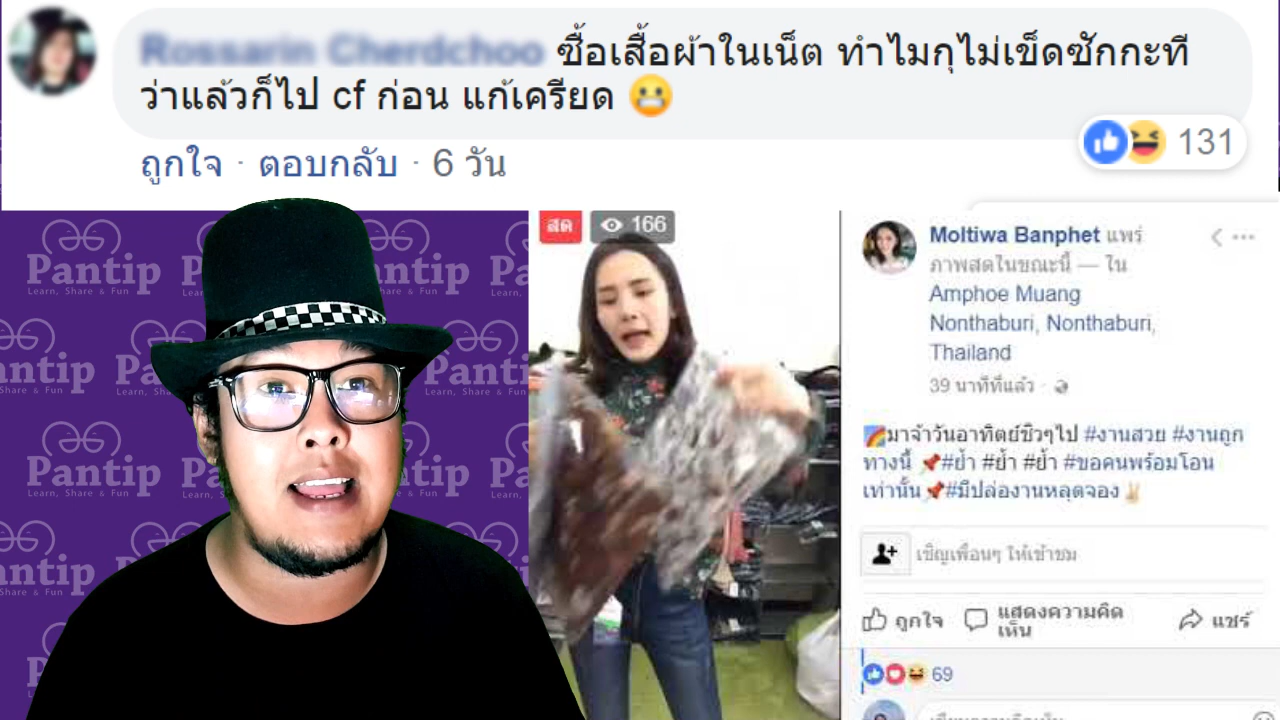 ซื้อเสื้อผ้าในเน็ต ทำไมกุไม่เข็ดซักกะที
ว่าแล้วก็ไป cf ก่อน แก้เครียด 😬
131
ถูกใจ · ตอบกลับ · 6 วัน
สด 166
Moltiwa Banphet แพร่
ภาพสดในขณะนี้ — ใน
Amphoe Muang
Nonthaburi, Nonthaburi,
Thailand
39 นาทีที่แล้ว ·
🌈มาจ้าวันอาทิตย์ชิวๆไป #งานสวย #งานถูก
ทางนี้ 📌#ย้ำ #ย้ำ #ย้ำ #ขอคนพร้อมโอน
เท่านั้น📌#มีปล่องานหลุดจอง✌
เชิญเพื่อนๆ ให้เข้าชม
ถูกใจ แสดงความคิด
เห็น แชร์
69
Pantip
Learn, Share & Fun